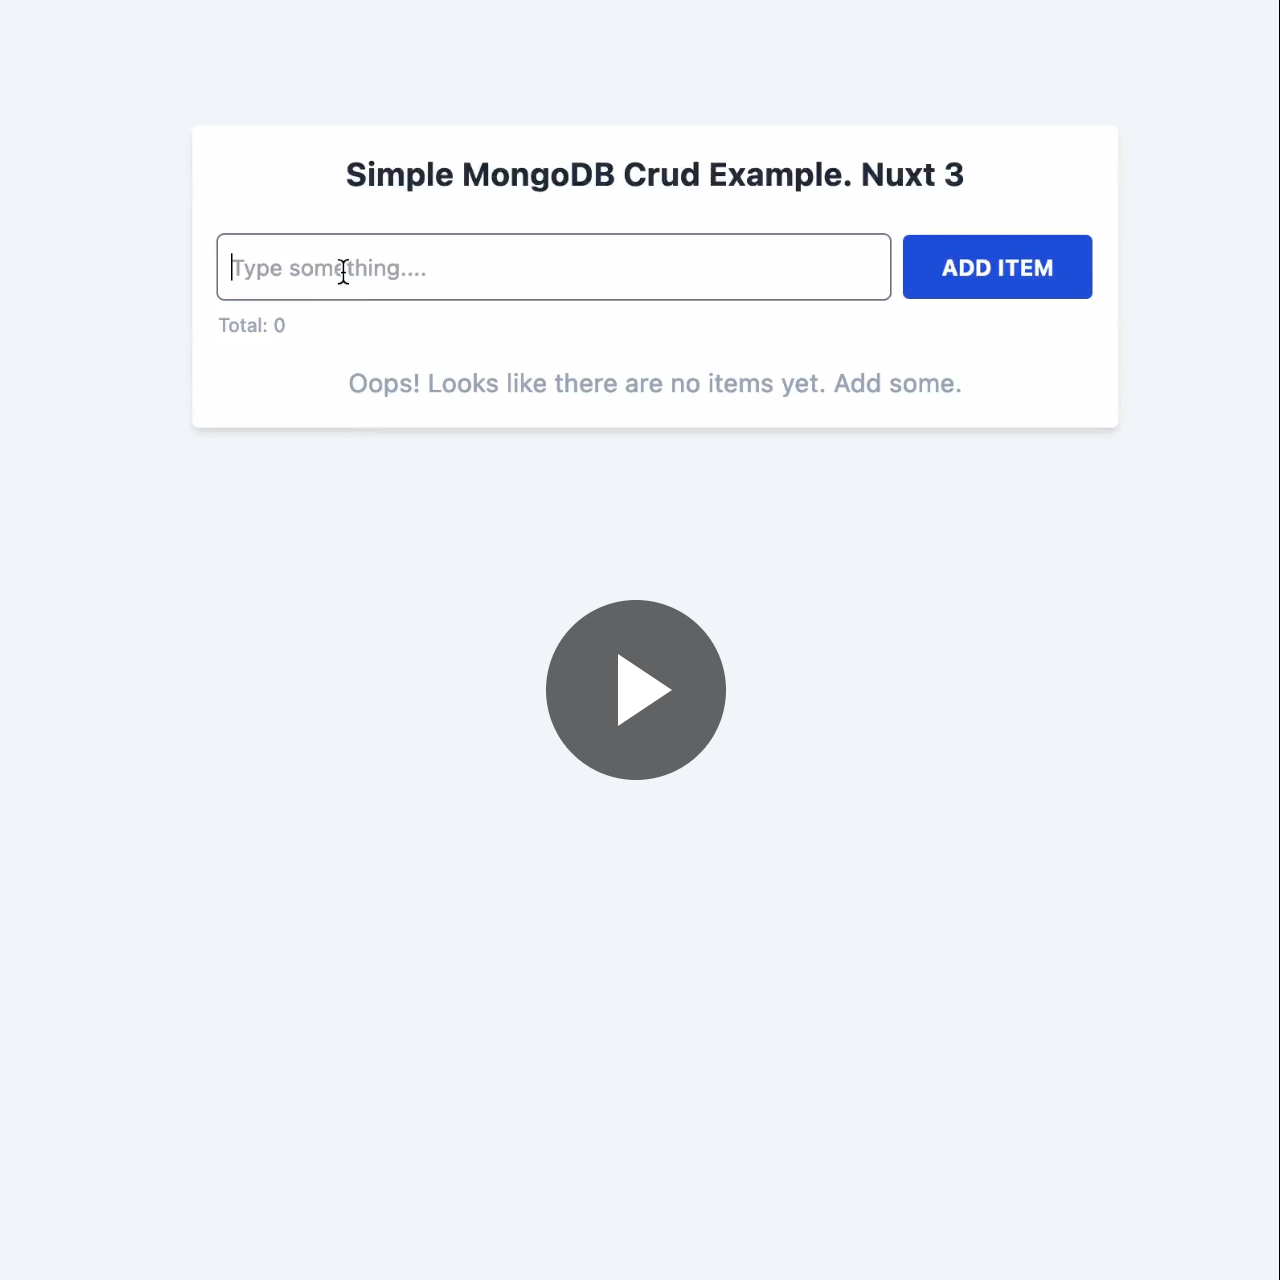 Simple MongoDB Crud Example. Nuxt 3
Type something....
ADD ITEM
Total: 0
Oops! Looks like there are no items yet. Add some.